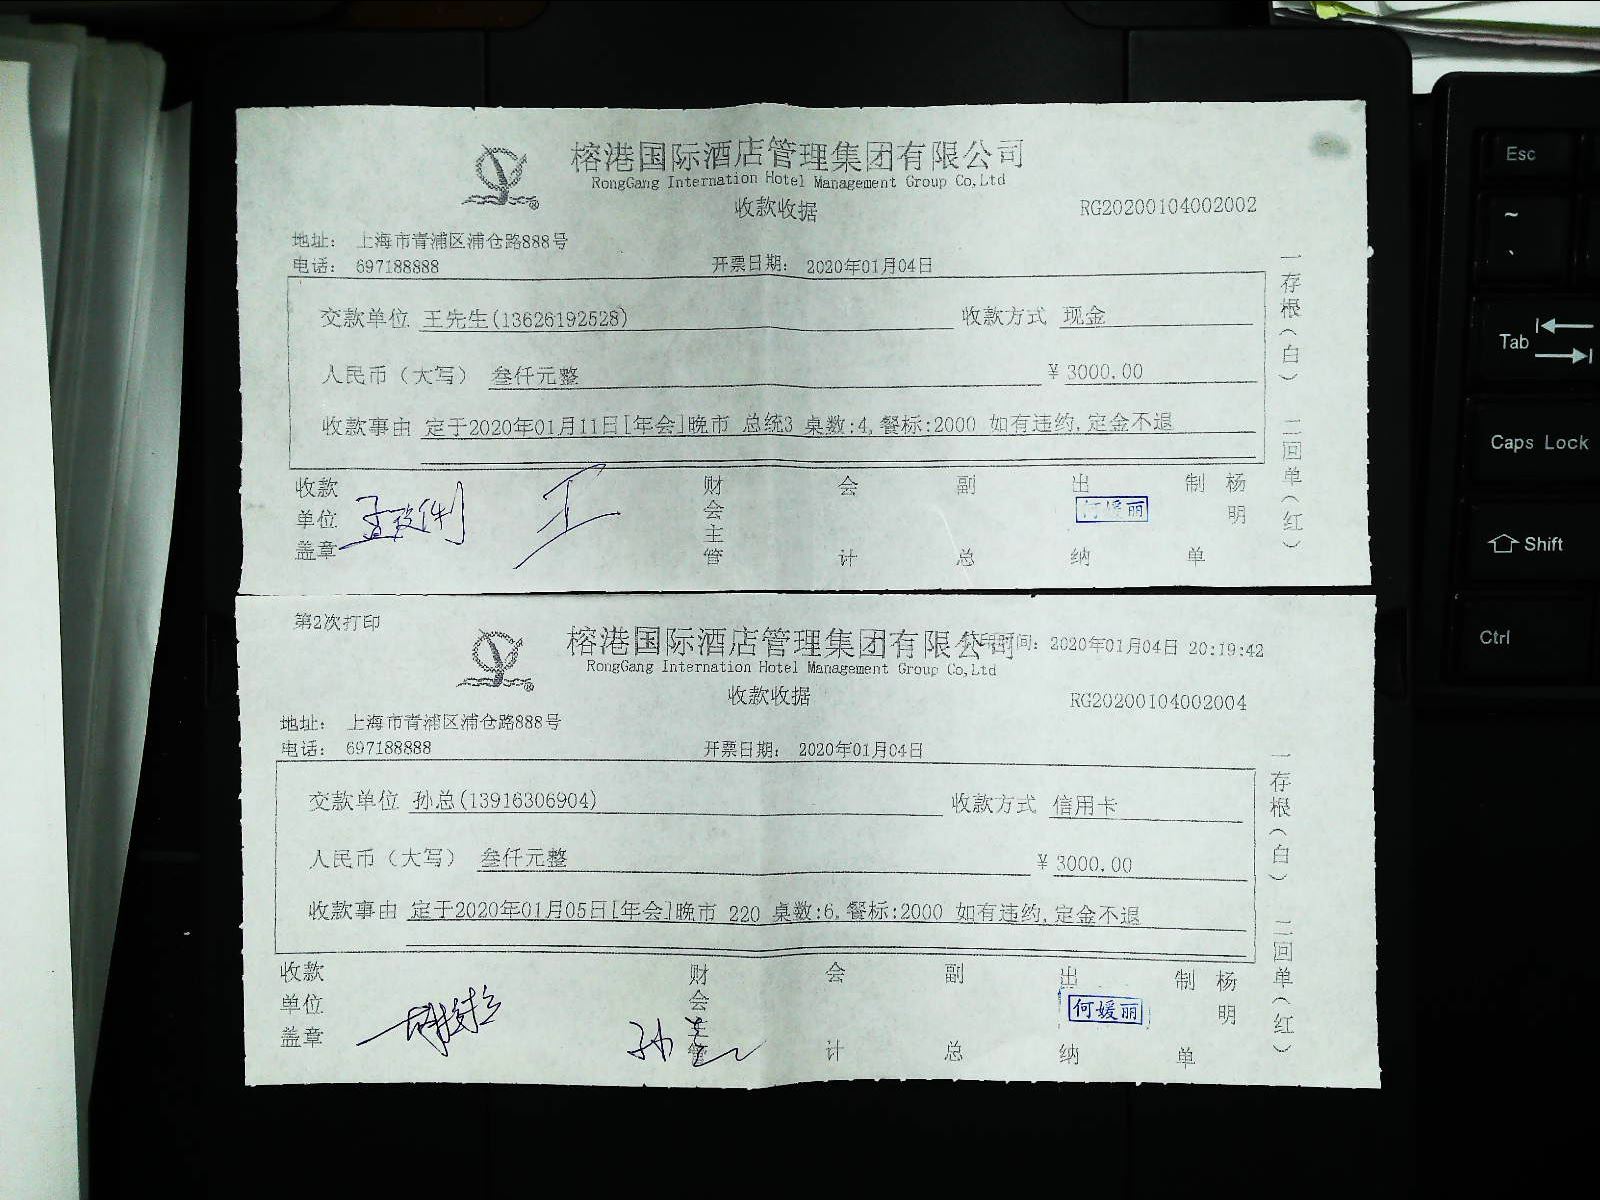 榕港国际酒店管理集团有限公司
RongGang Internation Hotel Management Group Co,Ltd
收款收据
RG20200104002002
地址： 上海市青浦区浦仓路888号
电话： 697188888
开票日期： 2020年01月04日
交款单位 王先生(13626192528) 收款方式 现金
人民币（大写） 叁仟元整 ¥3000.00
收款事由 定于2020年01月11日[年会]晚市 总统3 桌数:4,餐标:2000 如有违约,定金不退
收款单位盖章
王
财会主管
会计
副总
出纳
何媛丽
制单
杨明
一存根（白） 二回单（红）
第2次打印
榕港国际酒店管理集团有限公司
印时间： 2020年01月04日 20:19:42
RongGang Internation Hotel Management Group Co,Ltd
收款收据
RG20200104002004
地址： 上海市青浦区浦仓路888号
电话： 697188888
开票日期： 2020年01月04日
交款单位 孙总(13916306904) 收款方式 信用卡
人民币（大写） 叁仟元整 ¥3000.00
收款事由 定于2020年01月05日[年会]晚市 220 桌数:6,餐标:2000 如有违约,定金不退
收款单位盖章
孙
财会主管
会计
副总
出纳
何媛丽
制单
杨明
一存根（白） 二回单（红）
Esc
~
、
Tab
Caps Lock
Shift
Ctrl